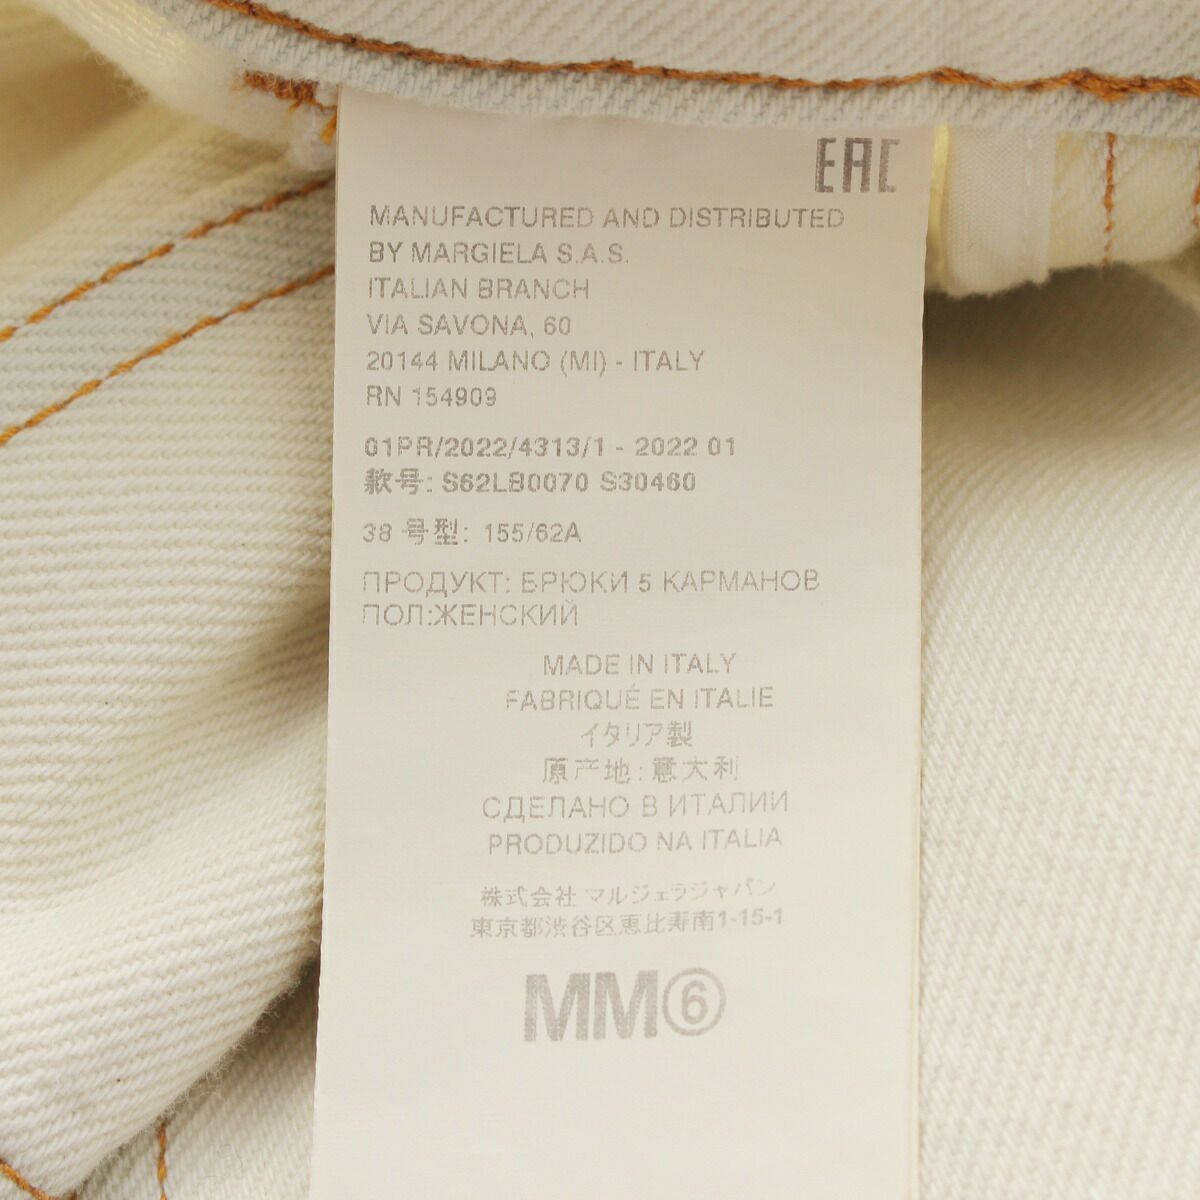 EAC
MANUFACTURED AND DISTRIBUTED
BY MARGIELA S.A.S.
ITALIAN BRANCH
VIA SAVONA, 60
20144 MILANO (MI) - ITALY
RN 154909
01PR/2022/4313/1 - 2022 01
款号: S62LB0070 S30460
38 号型: 155/62A
ПРОДУКТ: БРЮКИ 5 КАРМАНОВ
ПОЛ:ЖЕНСКИЙ
MADE IN ITALY
FABRIQUÉ EN ITALIE
イタリア製
原产地:意大利
СДЕЛАНО В ИТАЛИИ
PRODUZIDO NA ITALIA
株式会社 マルジェラジャパン
東京都渋谷区恵比寿南1-15-1
MM⑥